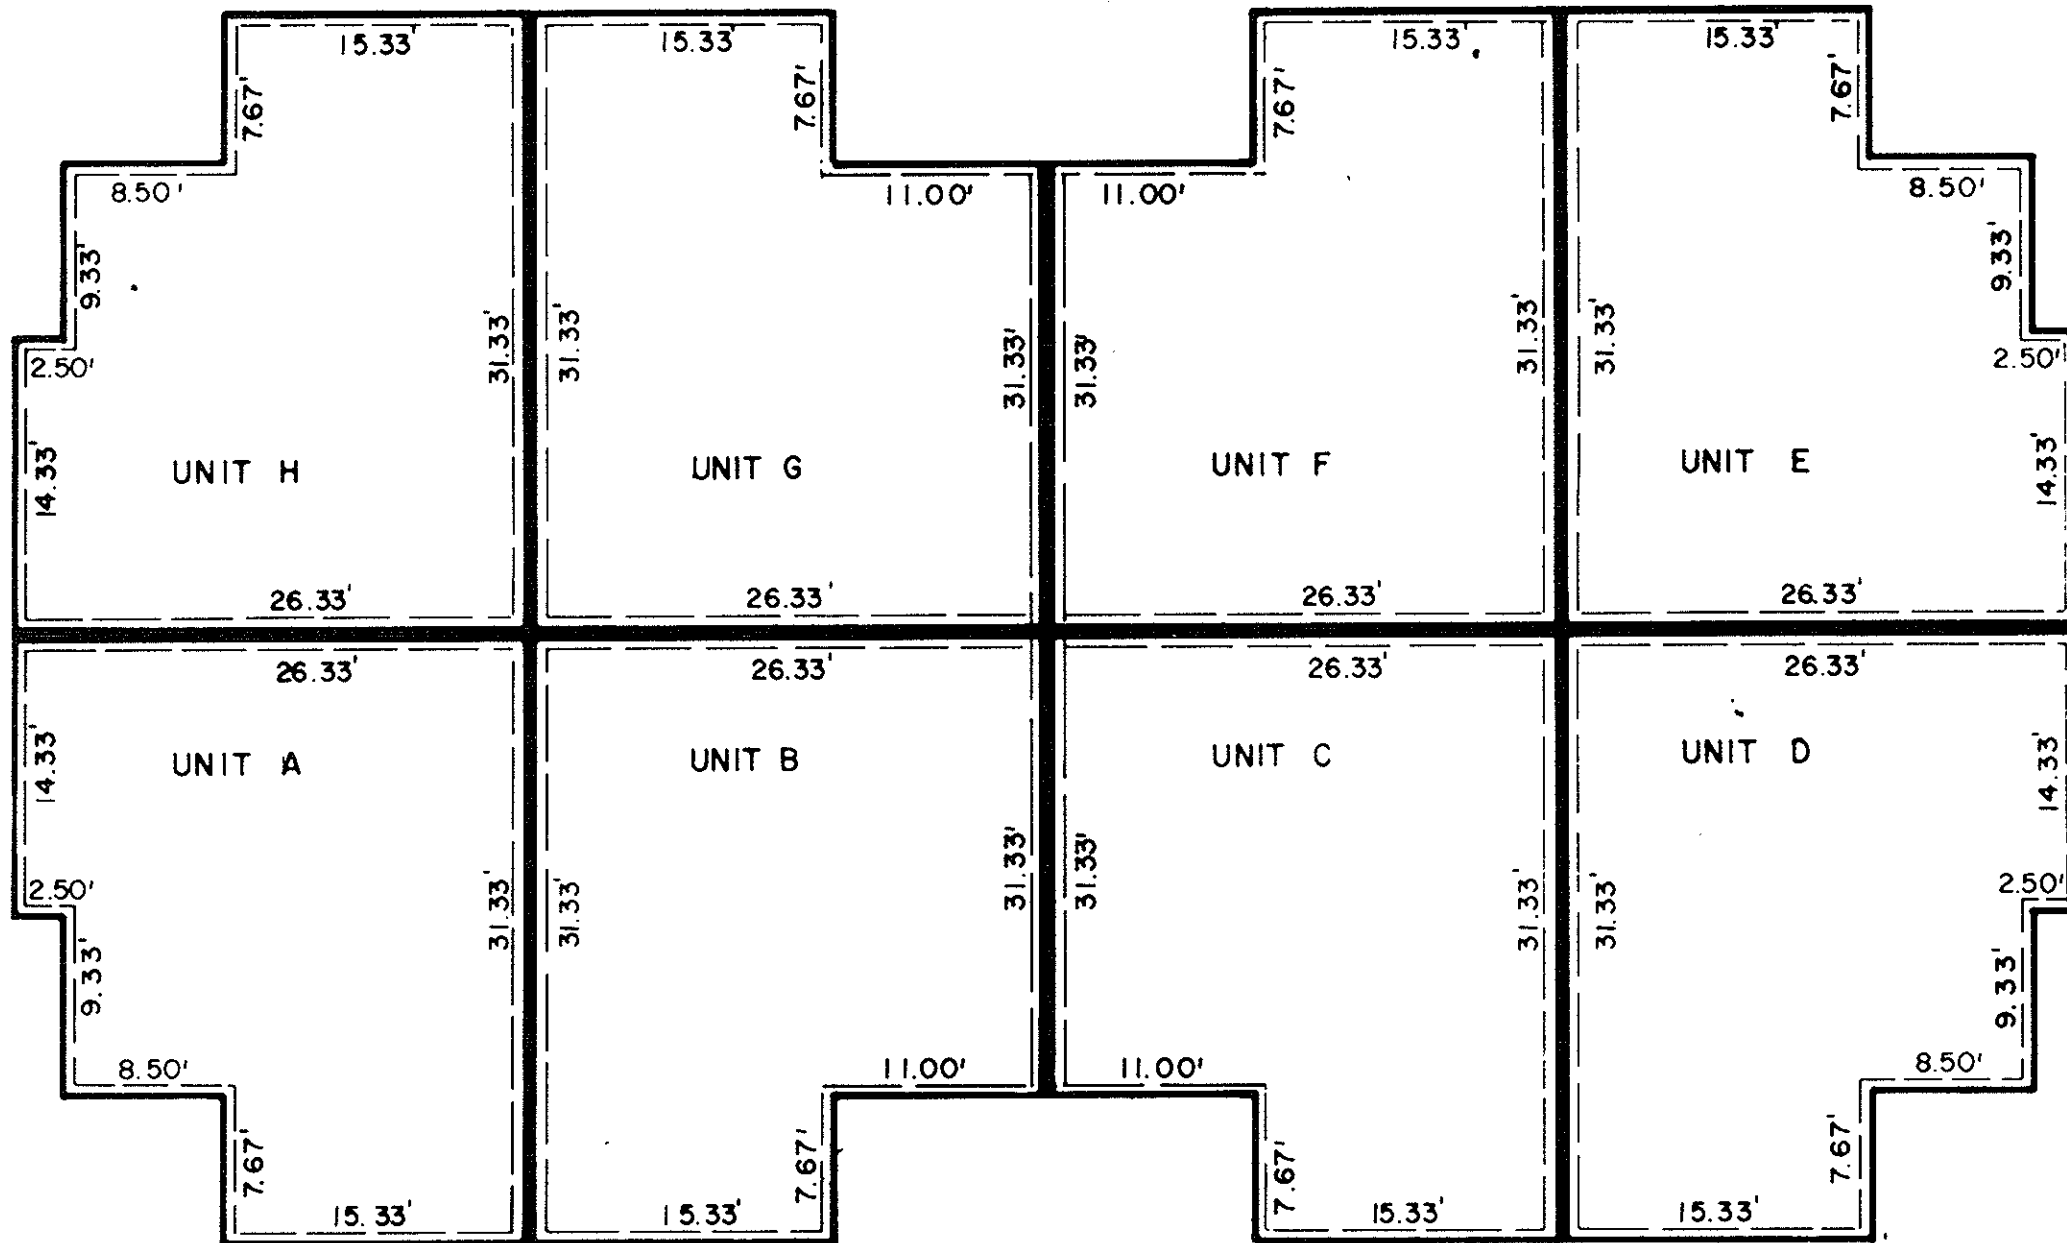 15.33' 15.33' 15.33' 15.33'
7.67' 7.67' 7.67' 7.67'
8.50' 11.00' 11.00' 8.50'
9.33' 9.33'
31.33' 31.33' 31.33' 31.33' 31.33' 31.33'
2.50' 2.50'
14.33' 14.33'
UNIT H UNIT G UNIT F UNIT E
26.33' 26.33' 26.33' 26.33'
26.33' 26.33' 26.33' 26.33'
14.33' 14.33'
UNIT A UNIT B UNIT C UNIT D
2.50' 2.50'
31.33' 31.33' 31.33' 31.33' 31.33' 31.33'
9.33' 9.33'
8.50' 11.00' 11.00' 8.50'
7.67' 7.67' 7.67' 7.67'
15.33' 15.33' 15.33' 15.33'